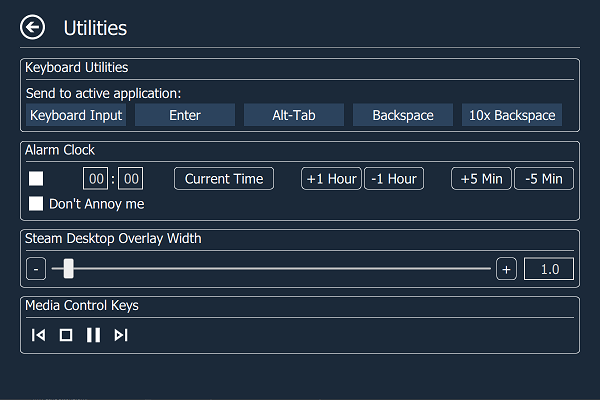 Utilities
Keyboard Utilities
Send to active application:
Keyboard Input Enter Alt-Tab Backspace 10x Backspace
Alarm Clock
00 : 00 Current Time +1 Hour -1 Hour +5 Min -5 Min
Don't Annoy me
Steam Desktop Overlay Width
- + 1.0
Media Control Keys